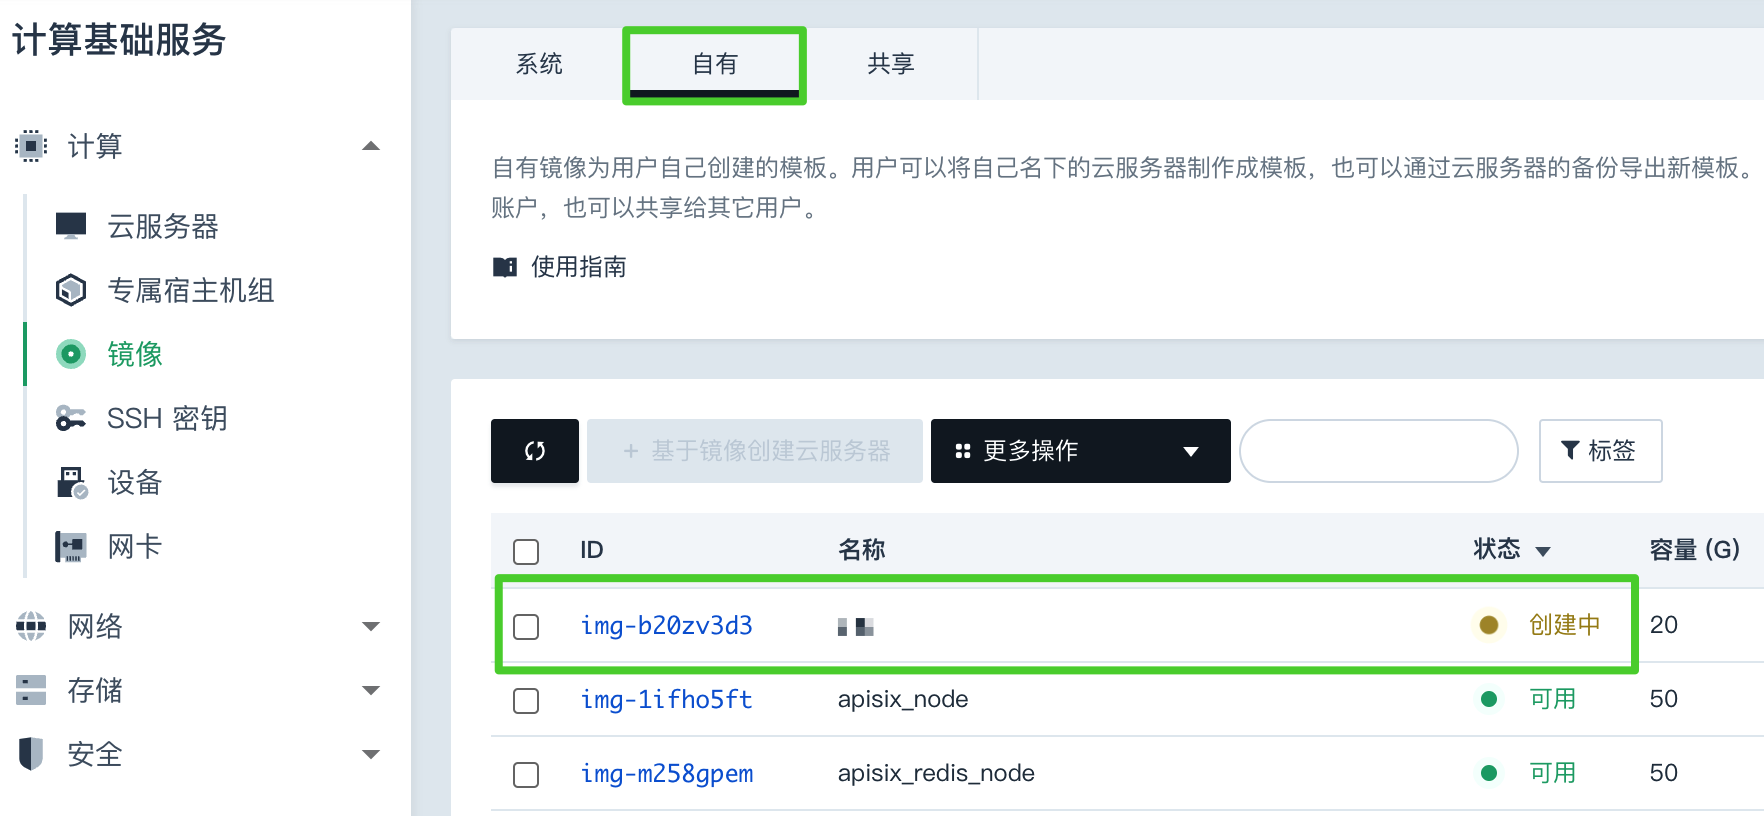 计算基础服务
计算
云服务器
专属宿主机组
镜像
SSH 密钥
设备
网卡
网络
存储
安全
系统
自有
共享
自有镜像为用户自己创建的模板。用户可以将自己名下的云服务器制作成模板，也可以通过云服务器的备份导出新模板。
账户，也可以共享给其它用户。
使用指南
+ 基于镜像创建云服务器
更多操作
标签
ID 名称 状态 容量 (G)
img-b20zv3d3 创建中 20
img-1ifho5ft apisix_node 可用 50
img-m258gpem apisix_redis_node 可用 50